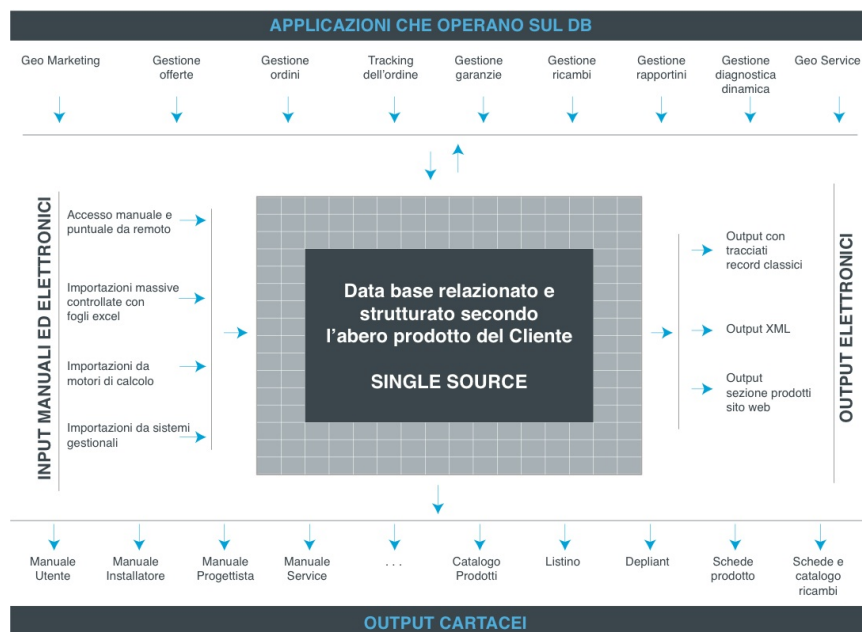 APPLICAZIONI CHE OPERANO SUL DB
Geo Marketing
Gestione
offerte
Gestione
ordini
Tracking
dell'ordine
Gestione
garanzie
Gestione
ricambi
Gestione
rapportini
Gestione
diagnostica
dinamica
Geo Service
INPUT MANUALI ED ELETTRONICI
Accesso manuale e
puntuale da remoto
Importazioni massive
controllate con
fogli excel
Importazioni da
motori di calcolo
Importazioni da sistemi
gestionali
Data base relazionato e
strutturato secondo
l'abero prodotto del Cliente
SINGLE SOURCE
Output con
tracciati
record classici
Output XML
Output
sezione prodotti
sito web
OUTPUT ELETTRONICI
Manuale
Utente
Manuale
Installatore
Manuale
Progettista
Manuale
Service
. . .
Catalogo
Prodotti
Listino
Depliant
Schede
prodotto
Schede e
catalogo
ricambi
OUTPUT CARTACEI